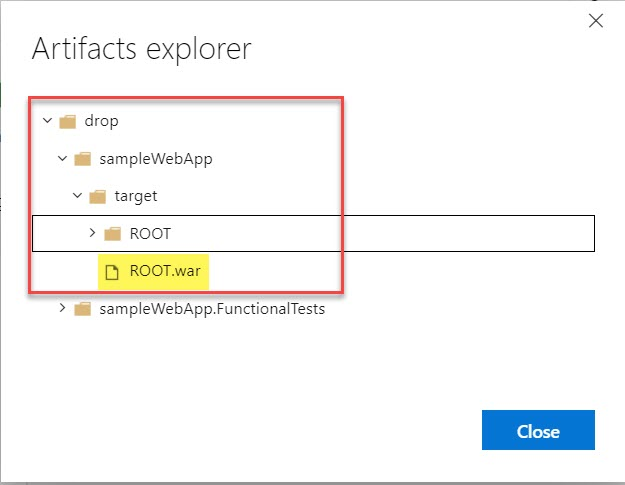 Artifacts explorer
drop
sampleWebApp
target
ROOT
ROOT.war
sampleWebApp.FunctionalTests
Close